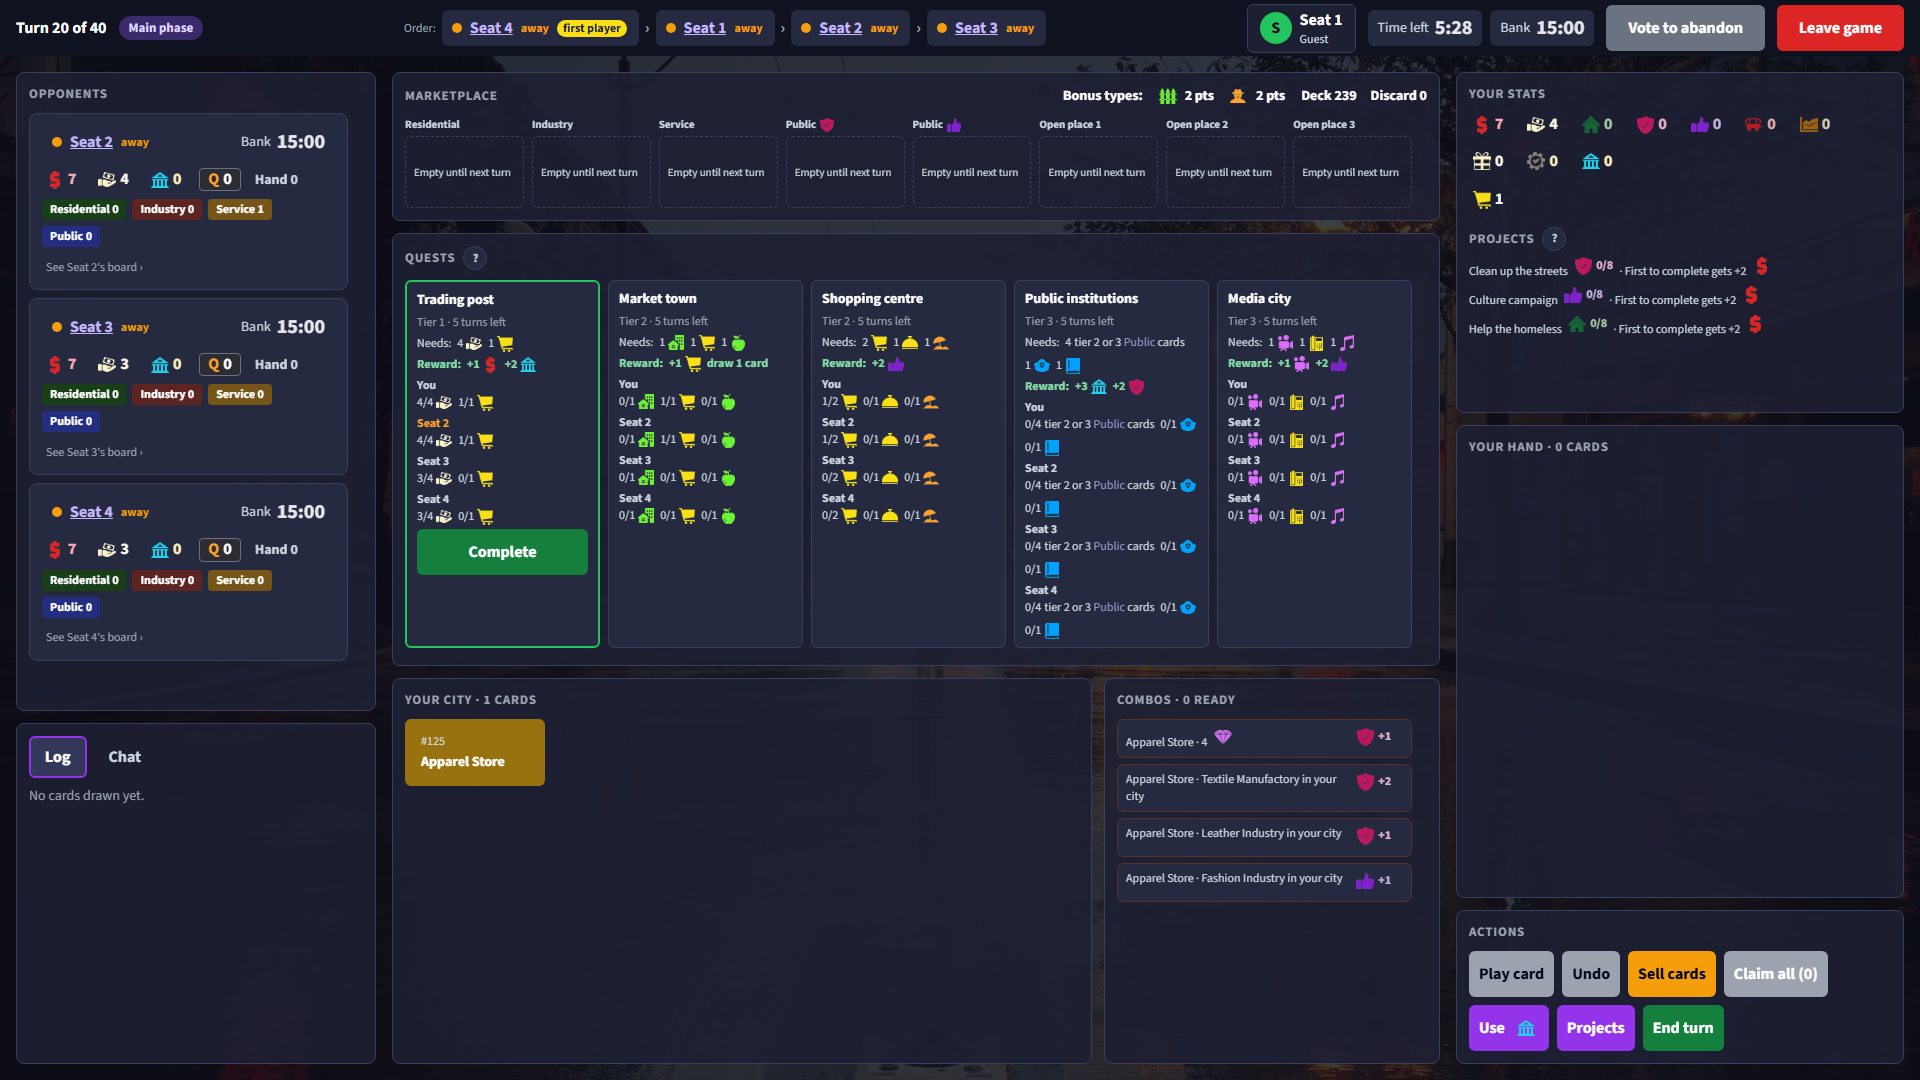 Turn 20 of 40
Main phase
Order: Seat 4 away first player › Seat 1 away › Seat 2 away › Seat 3 away
S Seat 1
Guest
Time left 5:28
Bank 15:00
Vote to abandon
Leave game
OPPONENTS
Seat 2 away Bank 15:00
7 4 0 Q 0 Hand 0
Residential 0 Industry 0 Service 1
Public 0
See Seat 2's board ›
Seat 3 away Bank 15:00
7 3 0 Q 0 Hand 0
Residential 0 Industry 0 Service 0
Public 0
See Seat 3's board ›
Seat 4 away Bank 15:00
7 3 0 Q 0 Hand 0
Residential 0 Industry 0 Service 0
Public 0
See Seat 4's board ›
Log Chat
No cards drawn yet.
MARKETPLACE
Bonus types: 2 pts 2 pts Deck 239 Discard 0
Residential Industry Service Public Public Open place 1 Open place 2 Open place 3
Empty until next turn Empty until next turn Empty until next turn Empty until next turn Empty until next turn Empty until next turn Empty until next turn Empty until next turn
QUESTS ?
Trading post
Tier 1 · 5 turns left
Needs: 4 1
Reward: +1 $ +2
You
4/4 1/1
Seat 2
4/4 1/1
Seat 3
3/4 0/1
Seat 4
3/4 0/1
Complete
Market town
Tier 2 · 5 turns left
Needs: 1 1 1
Reward: +1 draw 1 card
You
0/1 1/1 0/1
Seat 2
0/1 1/1 0/1
Seat 3
0/1 0/1 0/1
Seat 4
0/1 0/1 0/1
Shopping centre
Tier 2 · 5 turns left
Needs: 2 1 1
Reward: +2
You
1/2 0/1 0/1
Seat 2
1/2 0/1 0/1
Seat 3
0/2 0/1 0/1
Seat 4
0/2 0/1 0/1
Public institutions
Tier 3 · 5 turns left
Needs: 4 tier 2 or 3 Public cards
1 1
Reward: +3 +2
You
0/4 tier 2 or 3 Public cards 0/1
0/1
Seat 2
0/4 tier 2 or 3 Public cards 0/1
0/1
Seat 3
0/4 tier 2 or 3 Public cards 0/1
0/1
Seat 4
0/4 tier 2 or 3 Public cards 0/1
0/1
Media city
Tier 3 · 5 turns left
Needs: 1 1 1
Reward: +1 +2
You
0/1 0/1 0/1
Seat 2
0/1 0/1 0/1
Seat 3
0/1 0/1 0/1
Seat 4
0/1 0/1 0/1
YOUR CITY · 1 CARDS
#125
Apparel Store
COMBOS · 0 READY
Apparel Store · 4 +1
Apparel Store · Textile Manufactory in your
city +2
Apparel Store · Leather Industry in your city +1
Apparel Store · Fashion Industry in your city +1
YOUR STATS
$ 7 4 0 0 0 0 0
0 0 0
1
PROJECTS ?
Clean up the streets 0/8 · First to complete gets +2 $
Culture campaign 0/8 · First to complete gets +2 $
Help the homeless 0/8 · First to complete gets +2 $
YOUR HAND · 0 CARDS
ACTIONS
Play card Undo Sell cards Claim all (0)
Use Projects End turn